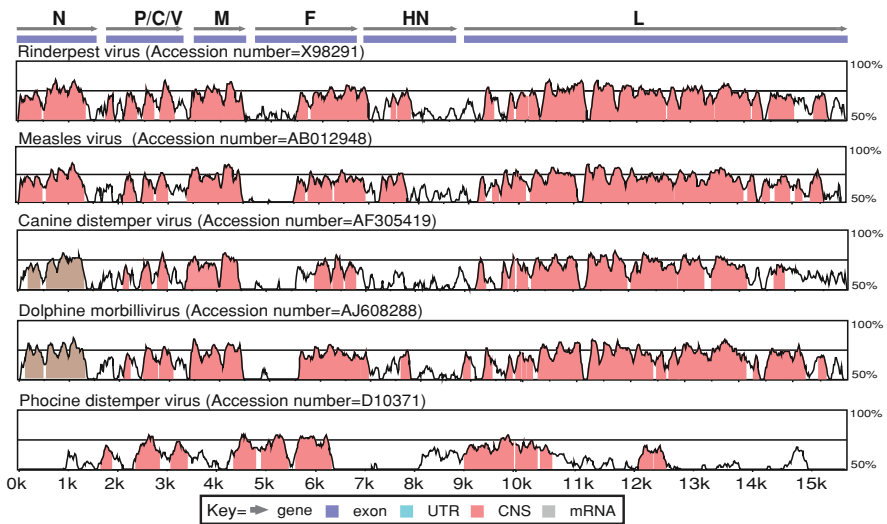 N P/C/V M F HN L
Rinderpest virus (Accession number=X98291)
100%
50%
Measles virus (Accession number=AB012948)
100%
50%
Canine distemper virus (Accession number=AF305419)
100%
50%
Dolphine morbillivirus (Accession number=AJ608288)
100%
50%
Phocine distemper virus (Accession number=D10371)
100%
50%
0k 1k 2k 3k 4k 5k 6k 7k 8k 9k 10k 11k 12k 13k 14k 15k
Key= gene exon UTR CNS mRNA